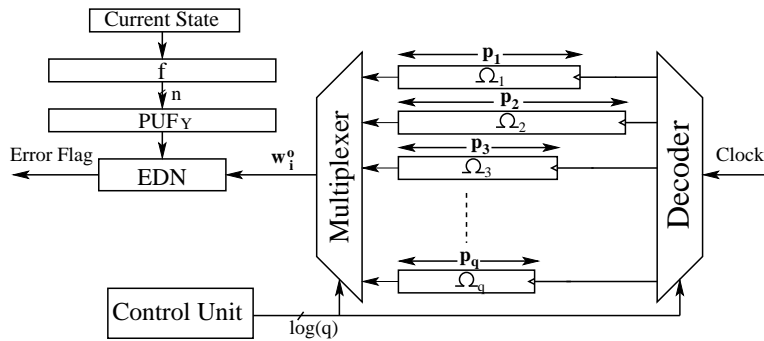 Current State
f
n
PUF_Y
EDN
Error Flag
w_i^o
Multiplexer
p_1
Ω_1
p_2
Ω_2
p_3
Ω_3
p_q
Ω_q
Decoder
Clock
Control Unit
log(q)